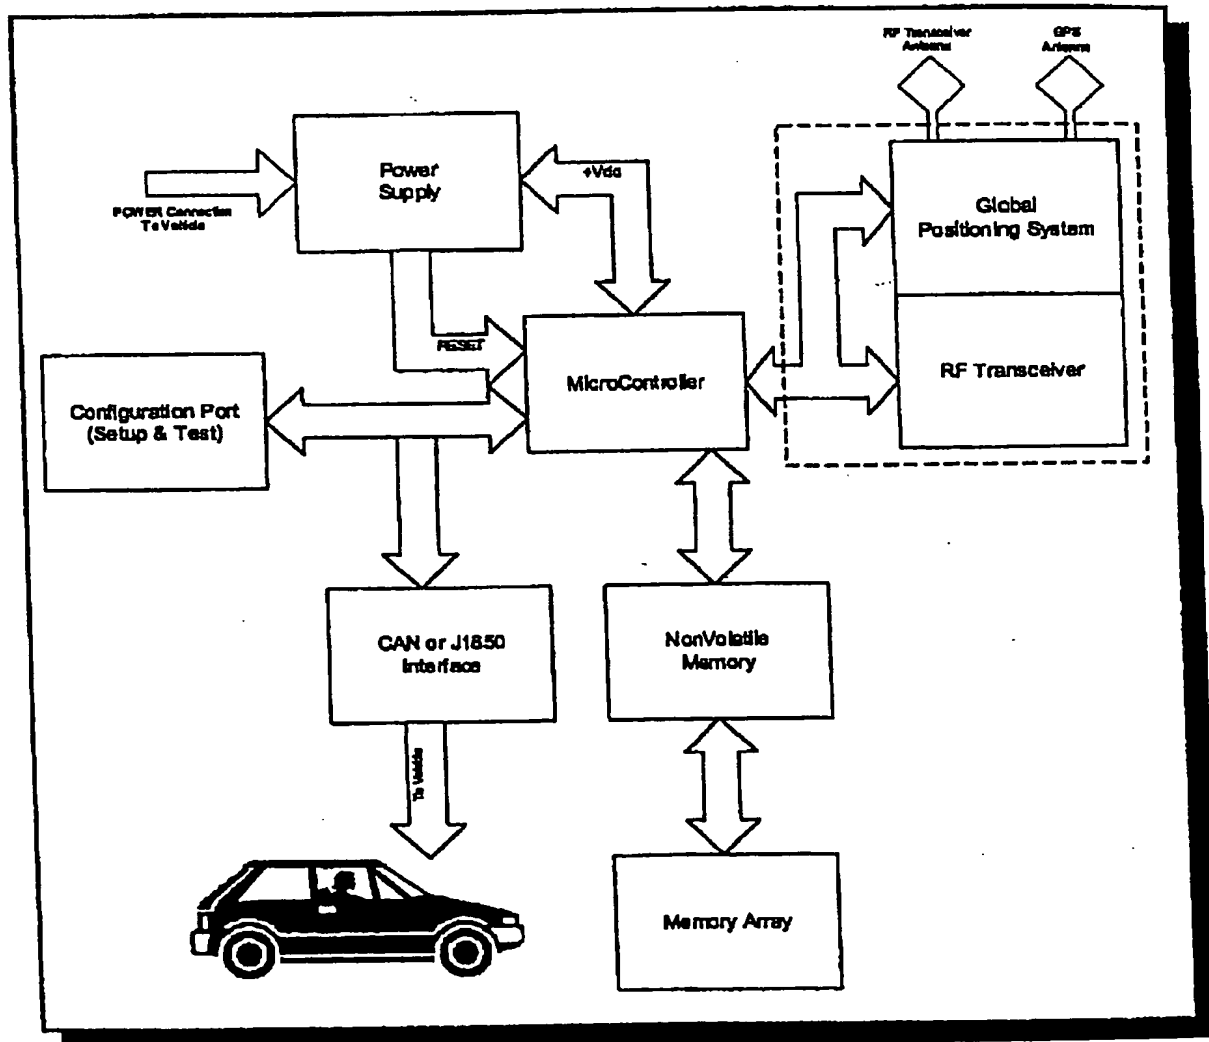 RF Transceiver
Antenna
GPS
Antenna
Power
Supply
+Vdd
POWER Connection
To Vehicle
Global
Positioning System
RESET
MicroController
RF Transceiver
Configuration Port
(Setup & Test)
CAN or J1850
Interface
NonVolatile
Memory
To Vehicle
Memory Array